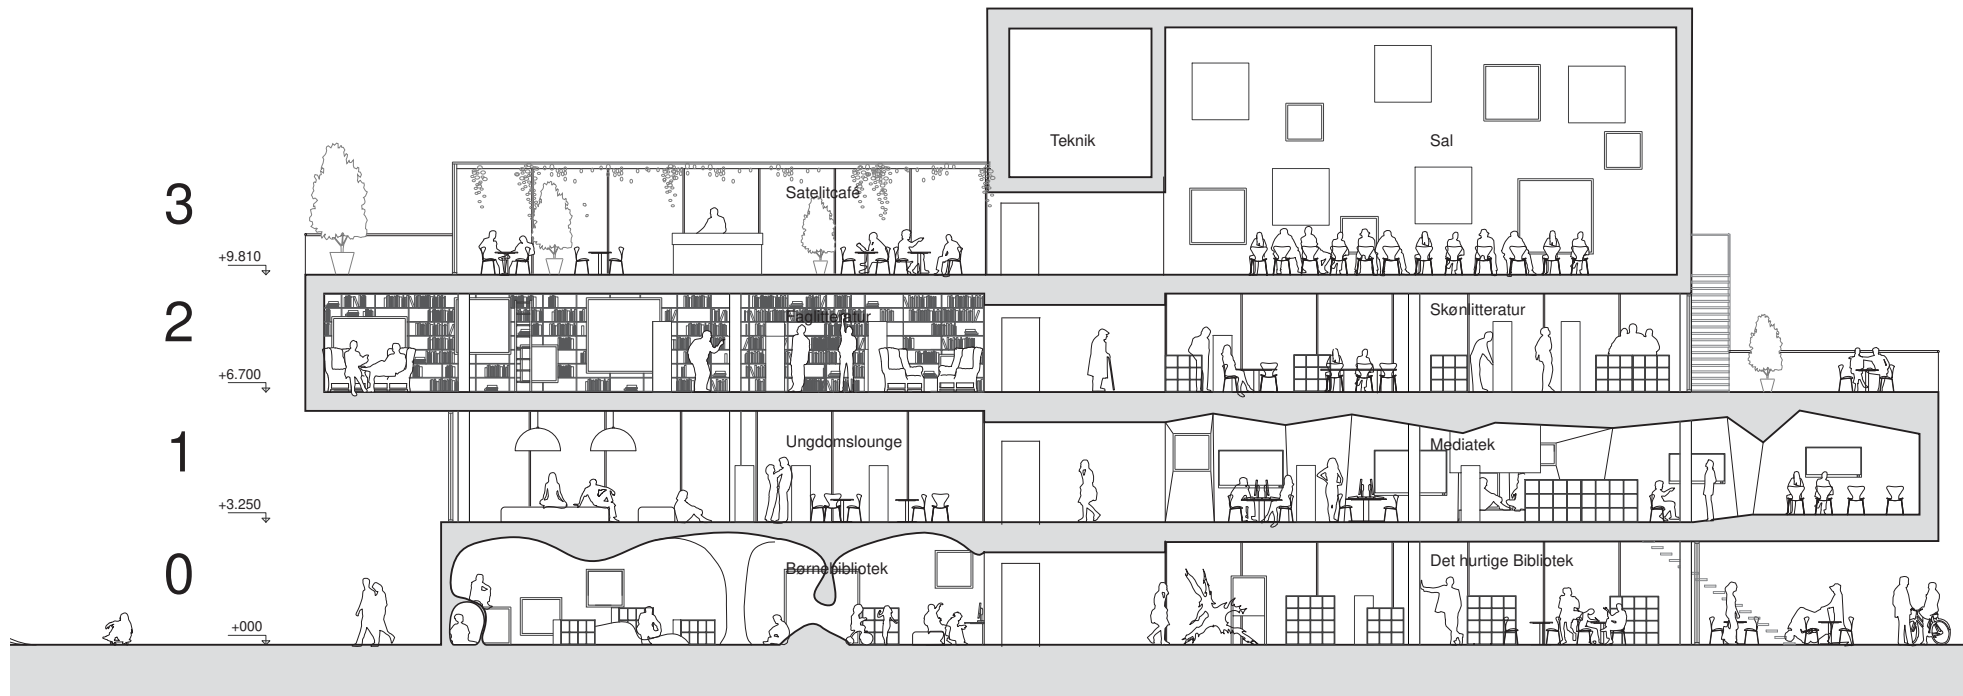 Teknik
Sal
3
Satelitcafé
+9.810
2
Faglitteratur
Skønlitteratur
+6.700
1
Ungdomslounge
Mediatek
+3.250
0
Børnebibliotek
Det hurtige Bibliotek
+000